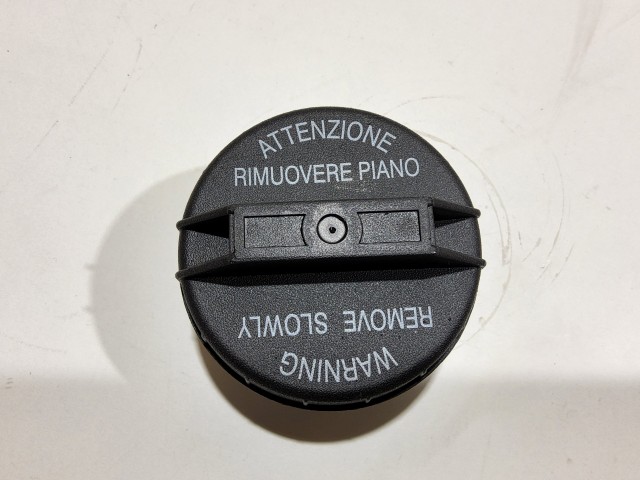 ATTENZIONE
RIMUOVERE PIANO
WARNING
REMOVE SLOWLY